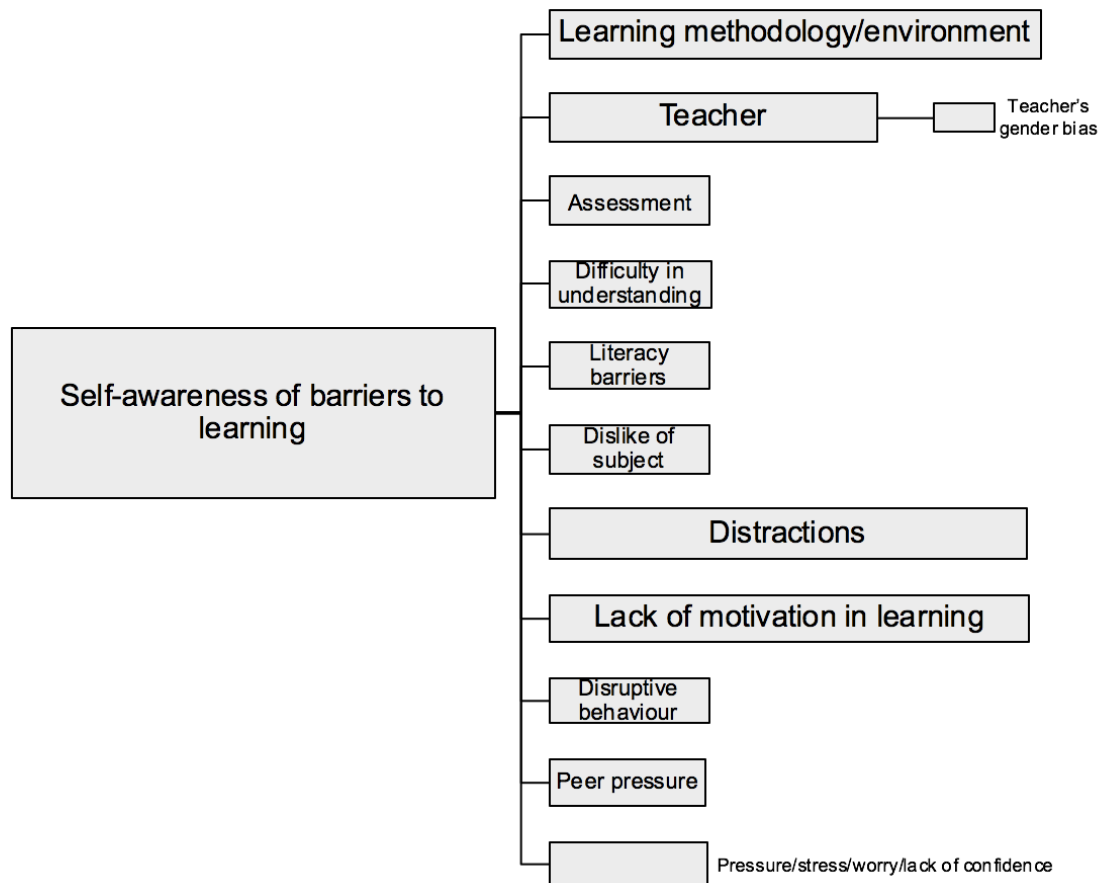 Learning methodology/environment
Teacher
Teacher's
gender bias
Assessment
Difficulty in
understanding
Literacy
barriers
Self-awareness of barriers to
learning
Dislike of
subject
Distractions
Lack of motivation in learning
Disruptive
behaviour
Peer pressure
Pressure/stress/worry/lack of confidence